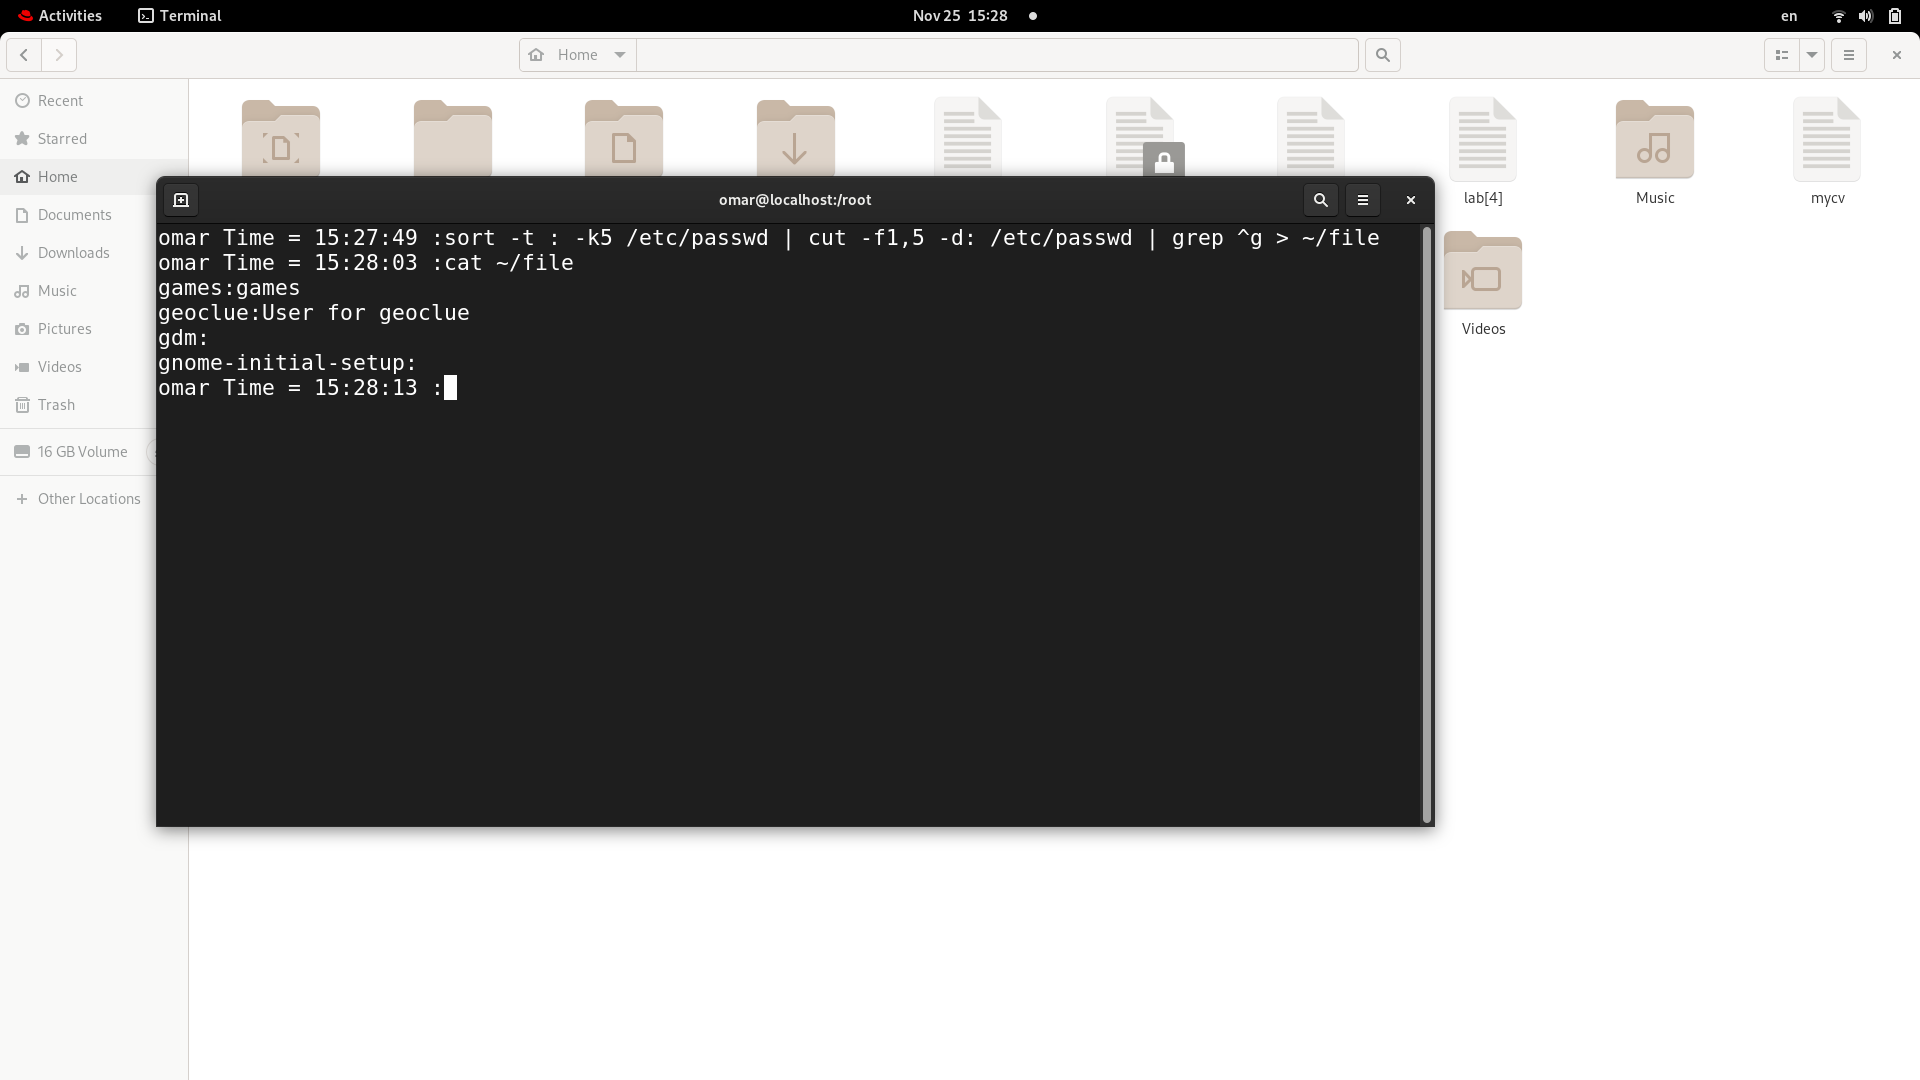 Activities
Terminal
Nov 25 15:28
en
Home
Recent
Starred
Home
Documents
Downloads
Music
Pictures
Videos
Trash
16 GB Volume
Other Locations
lab[4]
Music
mycv
Videos
omar@localhost:/root
omar Time = 15:27:49 :sort -t : -k5 /etc/passwd | cut -f1,5 -d: /etc/passwd | grep ^g > ~/file
omar Time = 15:28:03 :cat ~/file
games:games
geoclue:User for geoclue
gdm:
gnome-initial-setup:
omar Time = 15:28:13 :